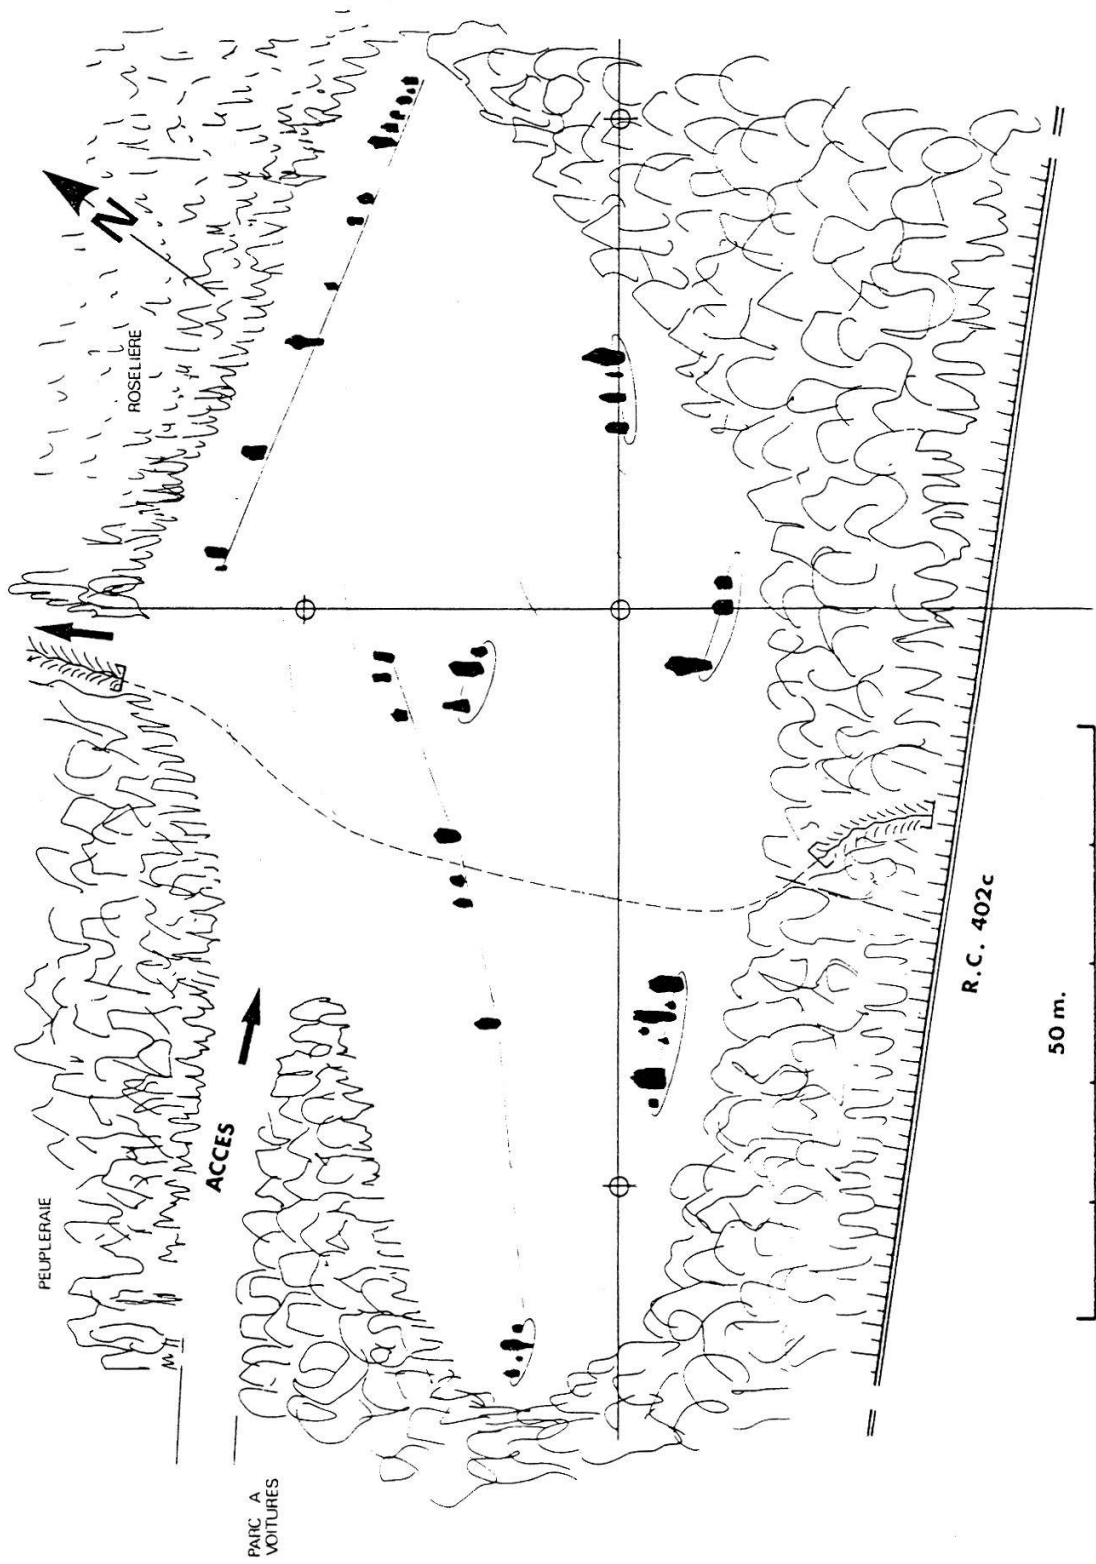 N
ROSELIERE
PEUPLERAIE
ACCES
PARC A
VOITURES
R.C. 402c
50 m.